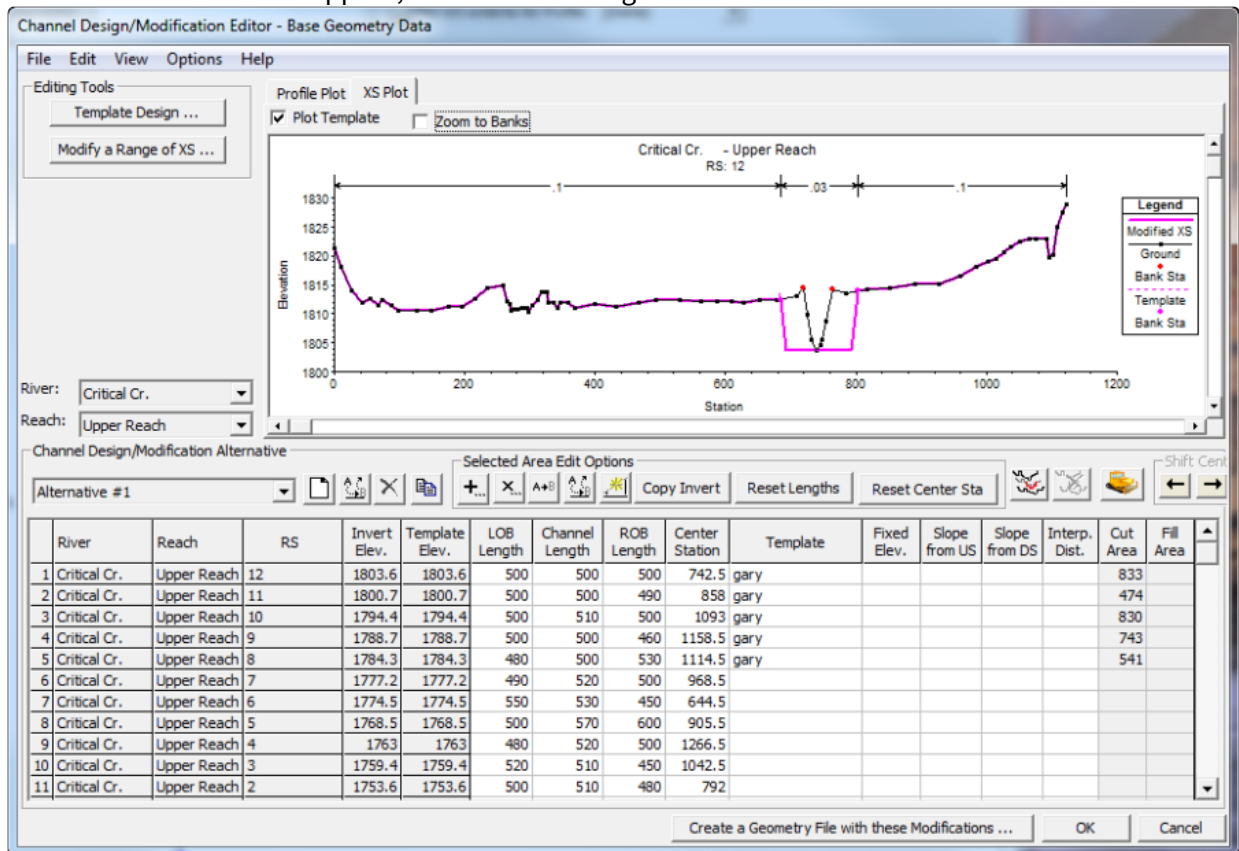 Channel Design/Modification Editor - Base Geometry Data
File Edit View Options Help
Editing Tools
Template Design ...
Modify a Range of XS ...
Profile Plot XS Plot
Plot Template Zoom to Banks
Critical Cr. - Upper Reach
RS: 12
.1 .03 .1
1830
1825
1820
1815
1810
1805
1800
Elevation
0 200 400 600 800 1000 1200
Station
Legend
Modified XS
Ground
Bank Sta
Template
Bank Sta
River: Critical Cr.
Reach: Upper Reach
Channel Design/Modification Alternative
Alternative #1
Selected Area Edit Options
A+B
Copy Invert Reset Lengths Reset Center Sta
Shift Cent
River Reach RS Invert Elev. Template Elev. LOB Length Channel Length ROB Length Center Station Template Fixed Elev. Slope from US Slope from DS Interp. Dist. Cut Area Fill Area
1 Critical Cr. Upper Reach 12 1803.6 1803.6 500 500 500 742.5 gary 833
2 Critical Cr. Upper Reach 11 1800.7 1800.7 500 500 490 858 gary 474
3 Critical Cr. Upper Reach 10 1794.4 1794.4 500 510 500 1093 gary 830
4 Critical Cr. Upper Reach 9 1788.7 1788.7 500 500 460 1158.5 gary 743
5 Critical Cr. Upper Reach 8 1784.3 1784.3 480 500 530 1114.5 gary 541
6 Critical Cr. Upper Reach 7 1777.2 1777.2 490 520 500 968.5
7 Critical Cr. Upper Reach 6 1774.5 1774.5 550 530 450 644.5
8 Critical Cr. Upper Reach 5 1768.5 1768.5 500 570 600 905.5
9 Critical Cr. Upper Reach 4 1763 1763 480 520 500 1266.5
10 Critical Cr. Upper Reach 3 1759.4 1759.4 520 510 450 1042.5
11 Critical Cr. Upper Reach 2 1753.6 1753.6 500 510 480 792
Create a Geometry File with these Modifications ... OK Cancel